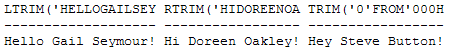 LTRIM('HELLOGAILSEY RTRIM('HIDOREENOA TRIM('0'FROM'000H
-------------------- ------------------ -----------------
Hello Gail Seymour! Hi Doreen Oakley! Hey Steve Button!